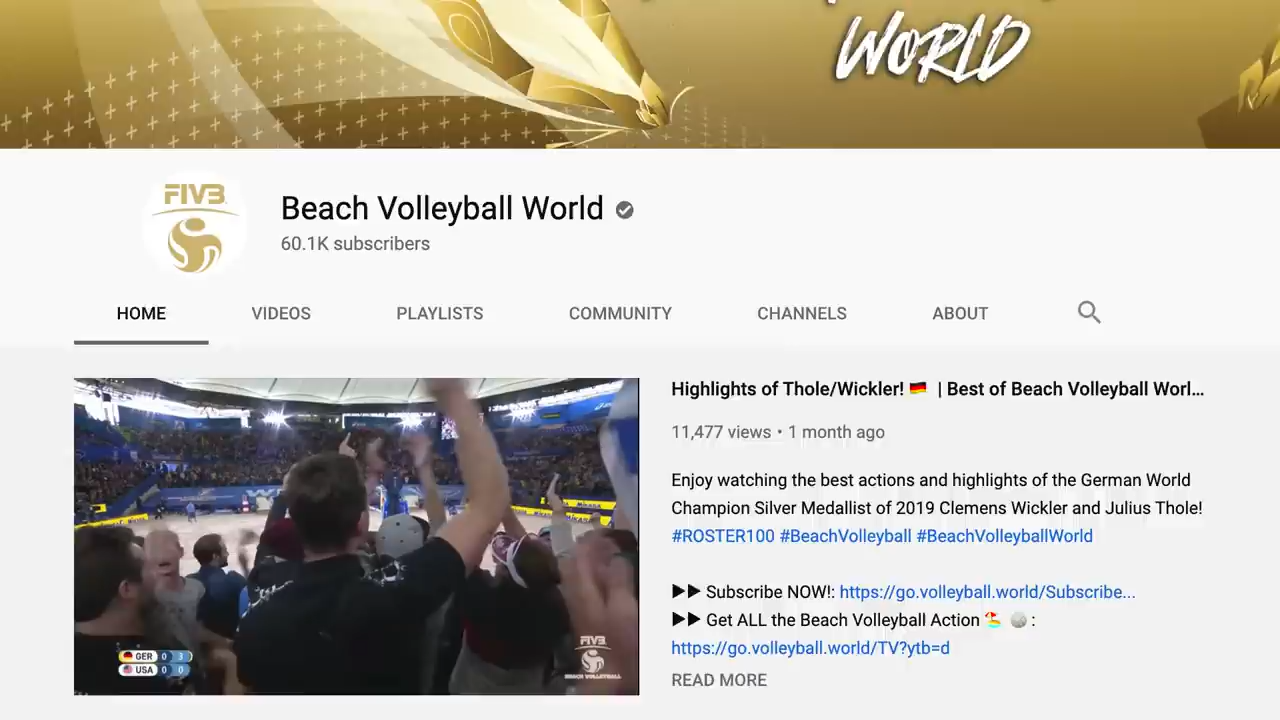 WORLD
FIVB
Beach Volleyball World
60.1K subscribers
HOME VIDEOS PLAYLISTS COMMUNITY CHANNELS ABOUT
Highlights of Thole/Wickler! 🇩🇪 | Best of Beach Volleyball Worl...
11,477 views • 1 month ago
Enjoy watching the best actions and highlights of the German World
Champion Silver Medallist of 2019 Clemens Wickler and Julius Thole!
#ROSTER100 #BeachVolleyball #BeachVolleyballWorld
▶▶ Subscribe NOW!: https://go.volleyball.world/Subscribe...
▶▶ Get ALL the Beach Volleyball Action 🏖 🏐 :
https://go.volleyball.world/TV?ytb=d
READ MORE
GER 0 3
USA 0 0
FIVB
BEACH VOLLEYBALL